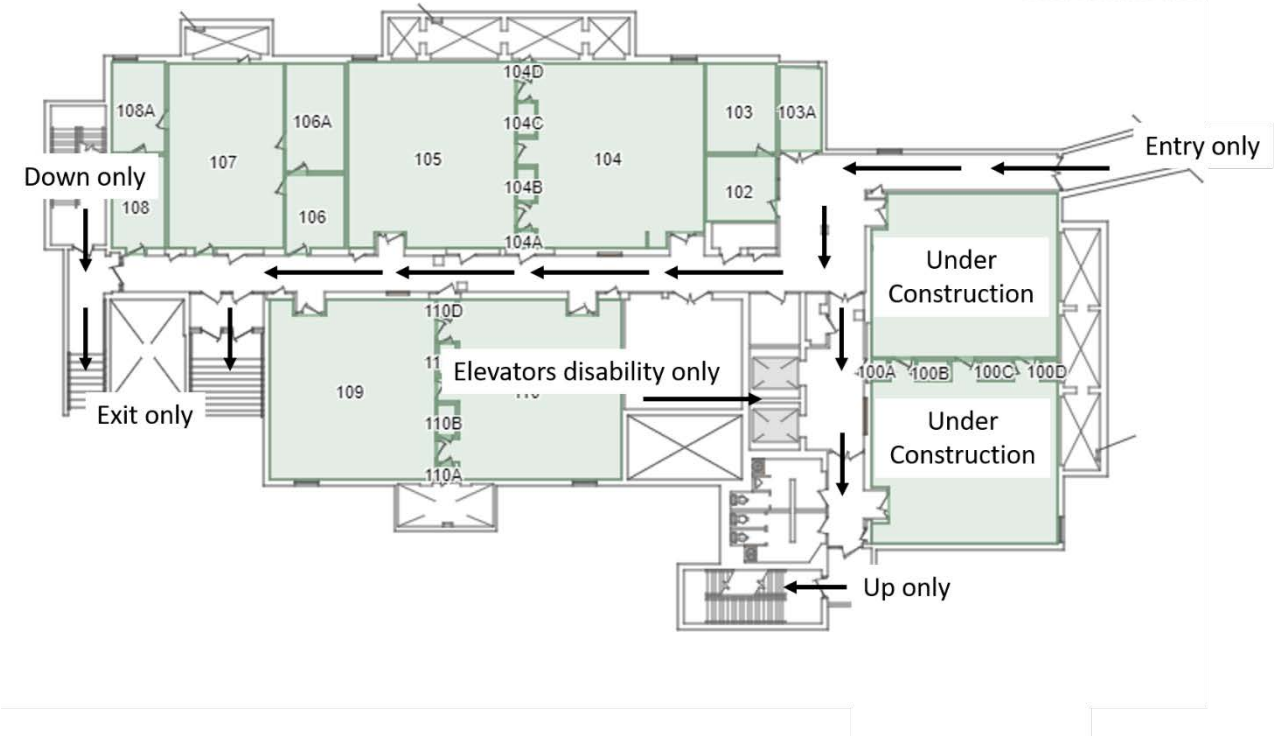 104D
108A
105
103
103A
106A
104C
Entry only
107
104
Down only
104B
102
108
106
104A
Under
Construction
110D
11
Elevators disability only
100A
100B
100C
100D
109
Exit only
110B
Under
Construction
110A
Up only